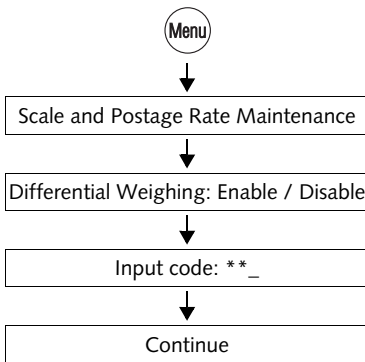 Menu
Scale and Postage Rate Maintenance
Differential Weighing: Enable / Disable
Input code: **_
Continue